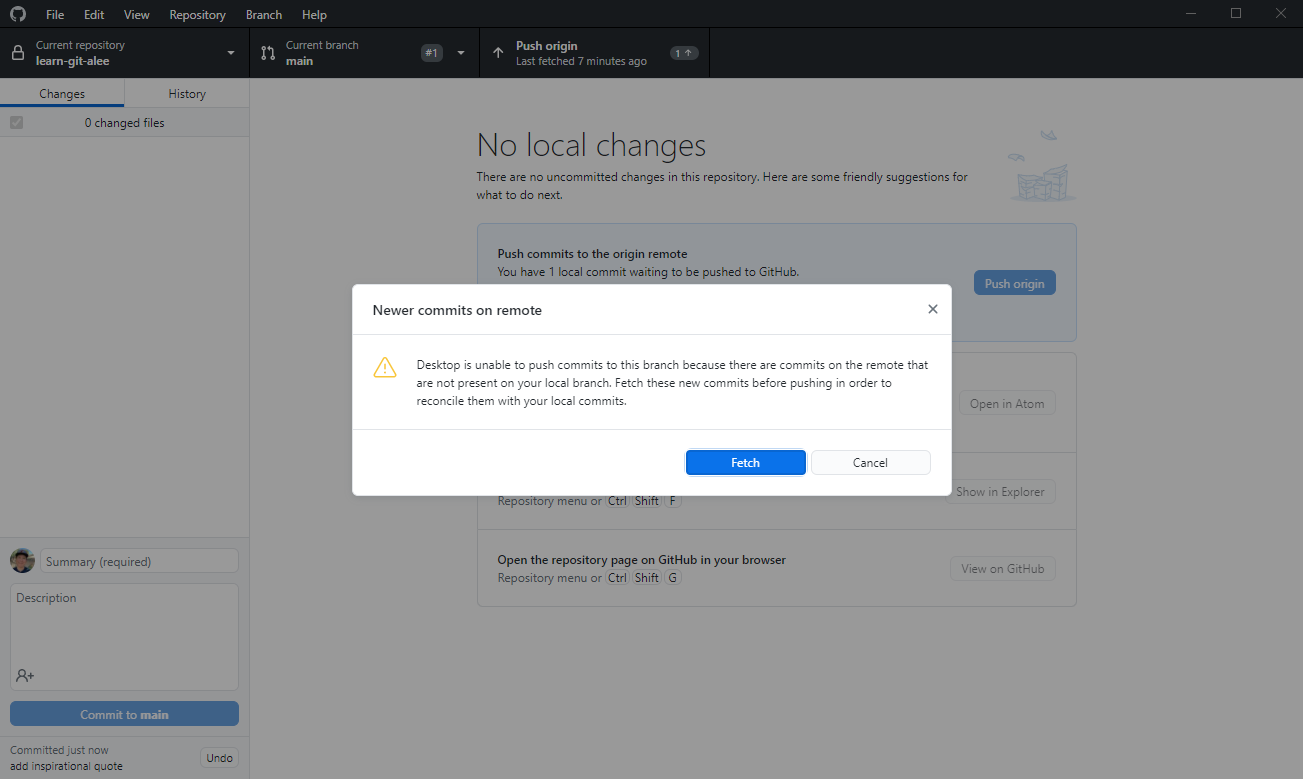 File Edit View Repository Branch Help
Current repository
learn-git-alee
Current branch
main
#1
Push origin
Last fetched 7 minutes ago
1
Changes History
0 changed files
No local changes
There are no uncommitted changes in this repository. Here are some friendly suggestions for
what to do next.
Push commits to the origin remote
You have 1 local commit waiting to be pushed to GitHub.
Push origin
Newer commits on remote
Desktop is unable to push commits to this branch because there are commits on the remote that
are not present on your local branch. Fetch these new commits before pushing in order to
reconcile them with your local commits.
Fetch Cancel
Open in Atom
Show in Explorer
Repository menu or Ctrl Shift F
Open the repository page on GitHub in your browser
Repository menu or Ctrl Shift G
View on GitHub
Summary (required)
Description
Commit to main
Committed just now
add inspirational quote
Undo